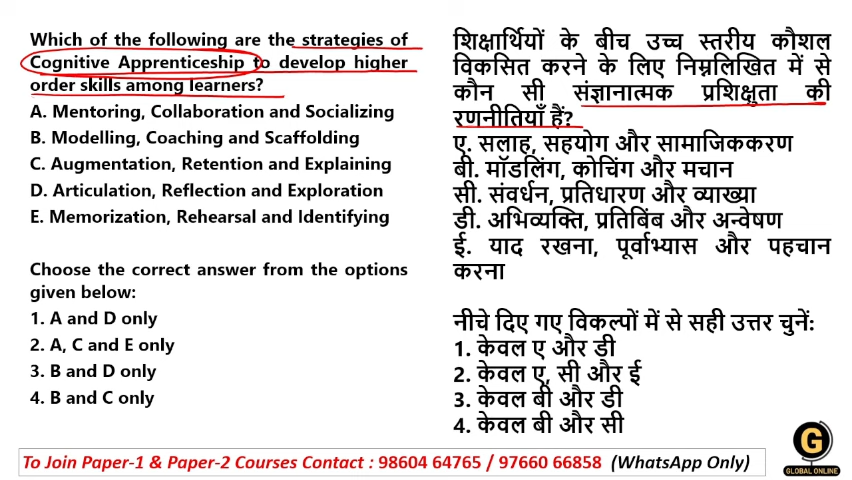 Which of the following are the strategies of
Cognitive Apprenticeship to develop higher
order skills among learners?
A. Mentoring, Collaboration and Socializing
B. Modelling, Coaching and Scaffolding
C. Augmentation, Retention and Explaining
D. Articulation, Reflection and Exploration
E. Memorization, Rehearsal and Identifying
Choose the correct answer from the options
given below:
1. A and D only
2. A, C and E only
3. B and D only
4. B and C only
शिक्षार्थियों के बीच उच्च स्तरीय कौशल
विकसित करने के लिए निम्नलिखित में से
कौन सी संज्ञानात्मक प्रशिक्षुता की
रणनीतियाँ हैं?
ए. सलाह, सहयोग और सामाजिककरण
बी. मॉडलिंग, कोचिंग और मचान
सी. संवर्धन, प्रतिधारण और व्याख्या
डी. अभिव्यक्ति, प्रतिबिंब और अन्वेषण
ई. याद रखना, पूर्वाभ्यास और पहचान
करना
नीचे दिए गए विकल्पों में से सही उत्तर चुनें:
1. केवल ए और डी
2. केवल ए, सी और ई
3. केवल बी और डी
4. केवल बी और सी
To Join Paper-1 & Paper-2 Courses Contact : 98604 64765 / 97660 66858 (WhatsApp Only)
G
GLOBAL ONLINE